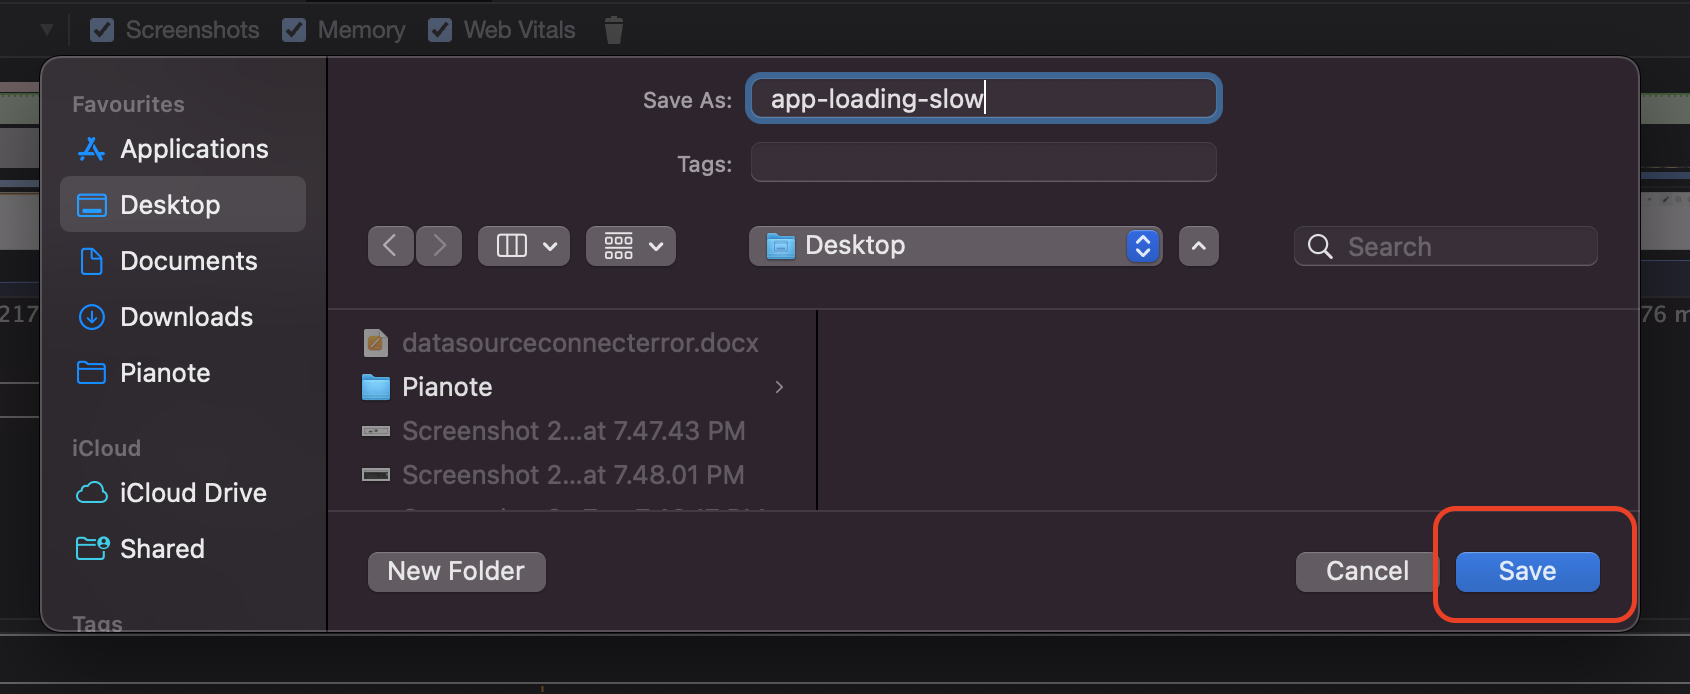 Screenshots Memory Web Vitals
Favourites
Applications
Desktop
Documents
Downloads
Pianote
iCloud
iCloud Drive
Shared
Tags
Save As: app-loading-slow
Tags:
Desktop
Search
datasourceconnecterror.docx
Pianote
Screenshot 2...at 7.47.43 PM
Screenshot 2...at 7.48.01 PM
New Folder
Cancel
Save
217
76 m